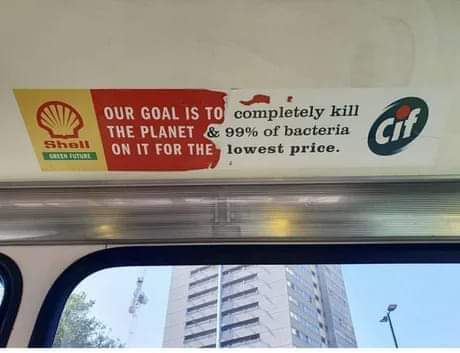 Shell
GREEN FUTURE
OUR GOAL IS TO completely kill
THE PLANET & 99% of bacteria
ON IT FOR THE lowest price.
Cif